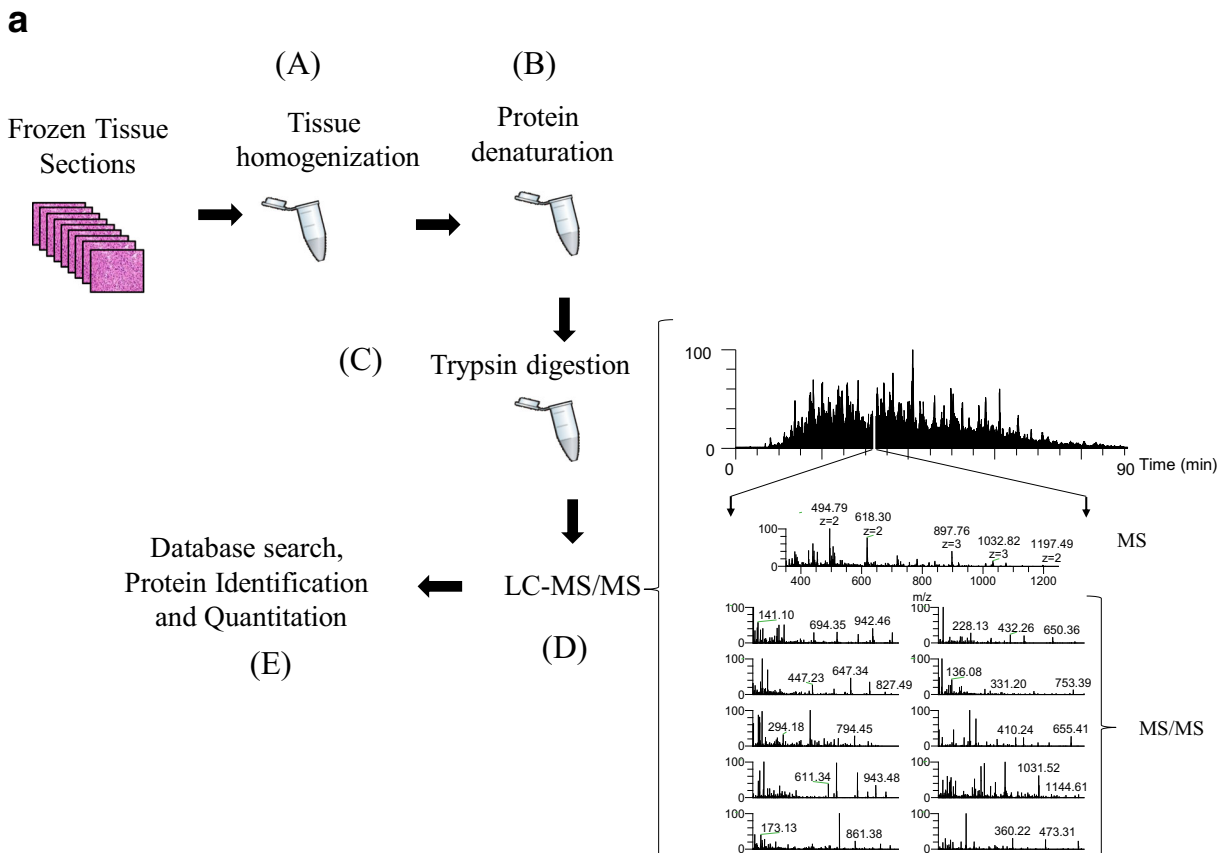 a
(A)
(B)
Frozen Tissue
Sections
Tissue
homogenization
Protein
denaturation
(C)
Trypsin digestion
100
0
0
90
Time (min)
Database search,
Protein Identification
and Quantitation
(E)
LC-MS/MS
(D)
494.79
z=2
618.30
z=2
897.76
z=3
1032.82
z=3
1197.49
z=2
100
0
400
600
800
1000
1200
m/z
MS
100
0
141.10
694.35
942.46
100
0
228.13
432.26
650.36
100
0
447.23
647.34
827.49
100
0
136.08
331.20
753.39
100
0
294.18
794.45
100
0
410.24
655.41
MS/MS
100
0
611.34
943.48
100
0
1031.52
1144.61
100
0
173.13
861.38
100
0
360.22
473.31